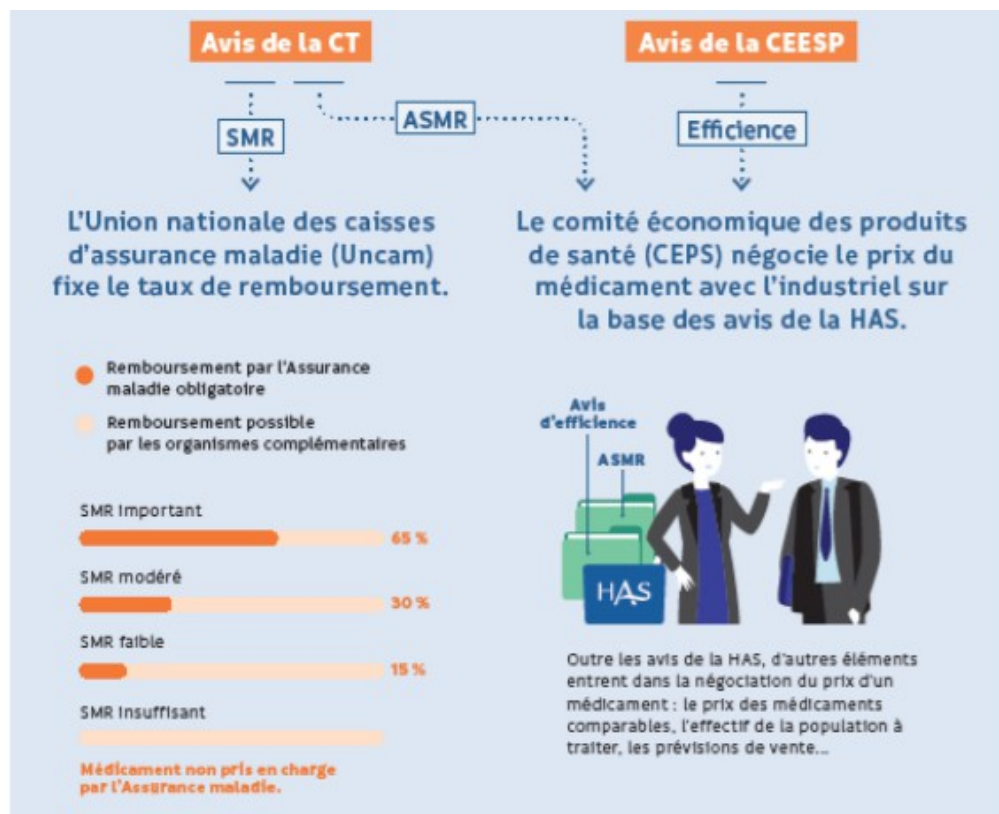 Avis de la CT
Avis de la CEESP
SMR
ASMR
Efficience
L'Union nationale des caisses
d'assurance maladie (Uncam)
fixe le taux de remboursement.
Le comité économique des produits
de santé (CEPS) négocie le prix du
médicament avec l'industriel sur
la base des avis de la HAS.
Remboursement par l'Assurance
maladie obligatoire
Remboursement possible
par les organismes complémentaires
SMR important
65 %
SMR modéré
30 %
SMR faible
15 %
SMR insuffisant
Médicament non pris en charge
par l'Assurance maladie.
Avis
d'efficience
ASMR
HAS
Outre les avis de la HAS, d'autres éléments
entrent dans la négociation du prix d'un
médicament : le prix des médicaments
comparables, l'effectif de la population à
traiter, les prévisions de vente...